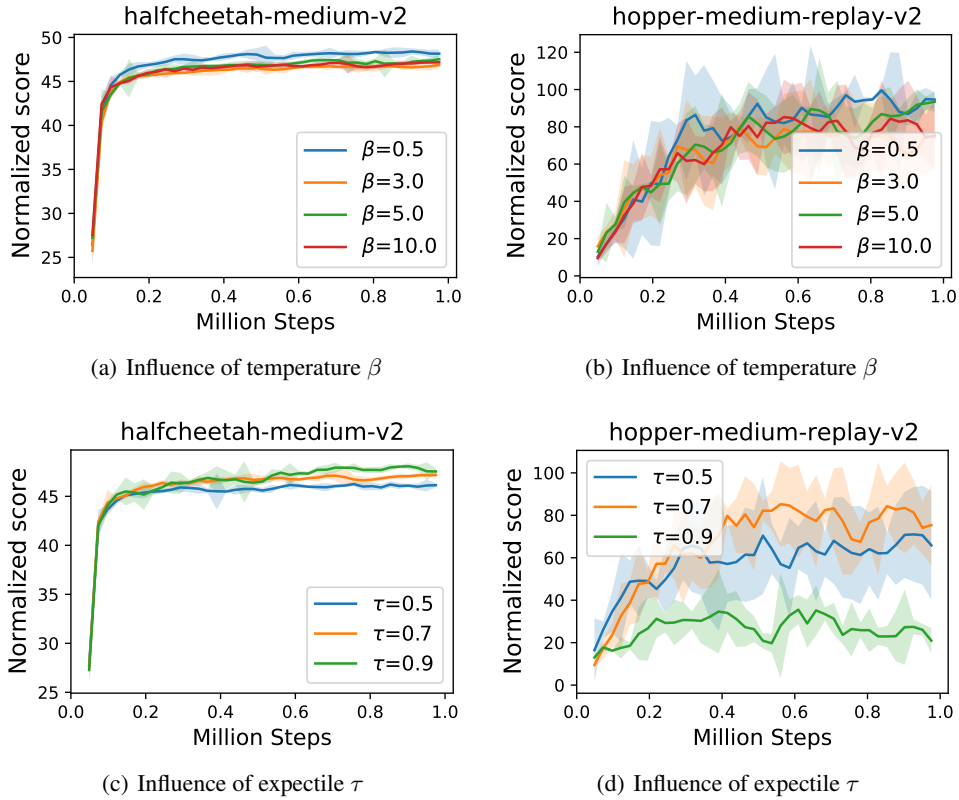 halfcheetah-medium-v2
50
45
40
35
30
25
Normalized score
β=0.5
β=3.0
β=5.0
β=10.0
0.0 0.2 0.4 0.6 0.8 1.0
Million Steps
(a) Influence of temperature β
hopper-medium-replay-v2
120
100
80
60
40
20
0
Normalized score
β=0.5
β=3.0
β=5.0
β=10.0
0.0 0.2 0.4 0.6 0.8 1.0
Million Steps
(b) Influence of temperature β
halfcheetah-medium-v2
45
40
35
30
25
Normalized score
τ=0.5
τ=0.7
τ=0.9
0.0 0.2 0.4 0.6 0.8 1.0
Million Steps
(c) Influence of expectile τ
hopper-medium-replay-v2
100
80
60
40
20
0
Normalized score
τ=0.5
τ=0.7
τ=0.9
0.0 0.2 0.4 0.6 0.8 1.0
Million Steps
(d) Influence of expectile τ